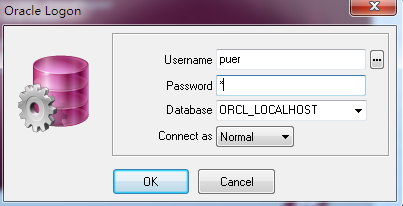 Oracle Logon
Username puer ...
Password *
Database ORCL_LOCALHOST
Connect as Normal
OK Cancel